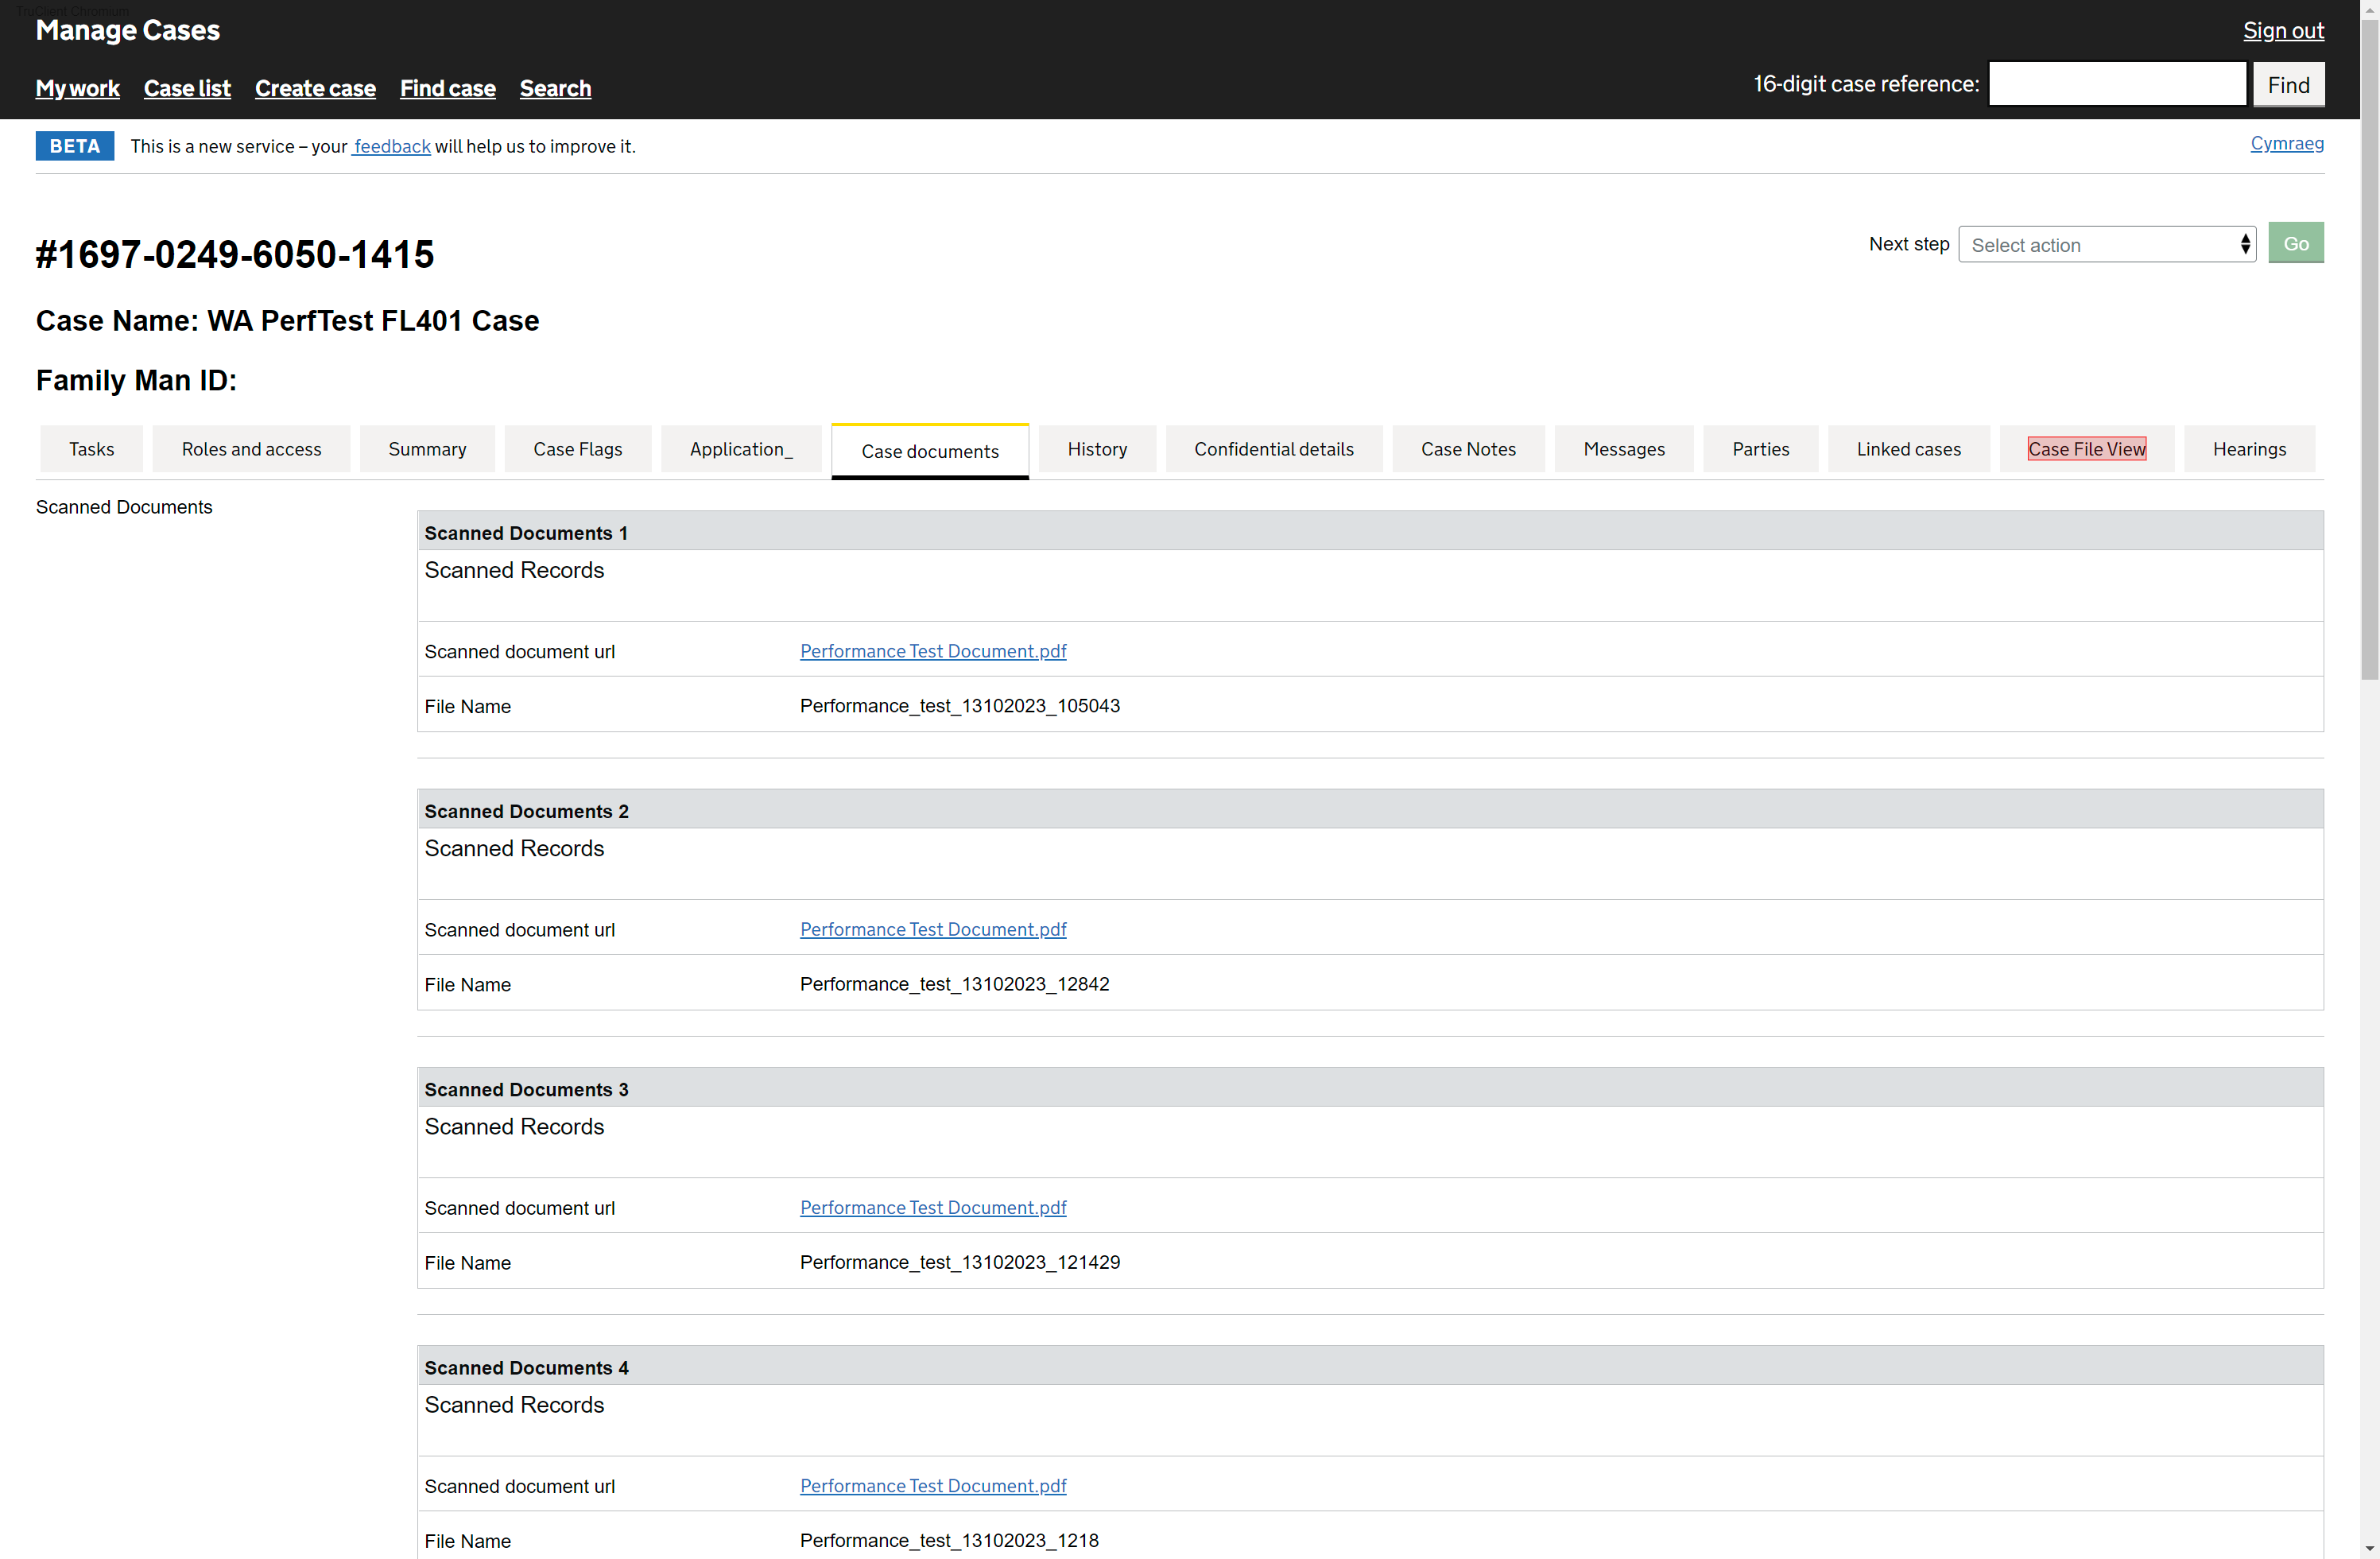 TruClient Chromium
Manage Cases
Sign out
My work Case list Create case Find case Search
16-digit case reference: Find
BETA This is a new service – your feedback will help us to improve it.
Cymraeg
#1697-0249-6050-1415
Next step Select action Go
Case Name: WA PerfTest FL401 Case
Family Man ID:
Tasks Roles and access Summary Case Flags Application_ Case documents History Confidential details Case Notes Messages Parties Linked cases Case File View Hearings
Scanned Documents
Scanned Documents 1
Scanned Records
Scanned document url Performance Test Document.pdf
File Name Performance_test_13102023_105043
Scanned Documents 2
Scanned Records
Scanned document url Performance Test Document.pdf
File Name Performance_test_13102023_12842
Scanned Documents 3
Scanned Records
Scanned document url Performance Test Document.pdf
File Name Performance_test_13102023_121429
Scanned Documents 4
Scanned Records
Scanned document url Performance Test Document.pdf
File Name Performance_test_13102023_1218